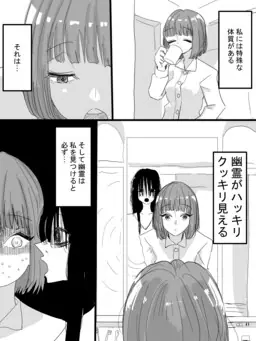 私には特殊な
体質がある
それは…
幽霊がハッキリ
クッキリ見える
そして幽霊は
私を見つけると
必ず…